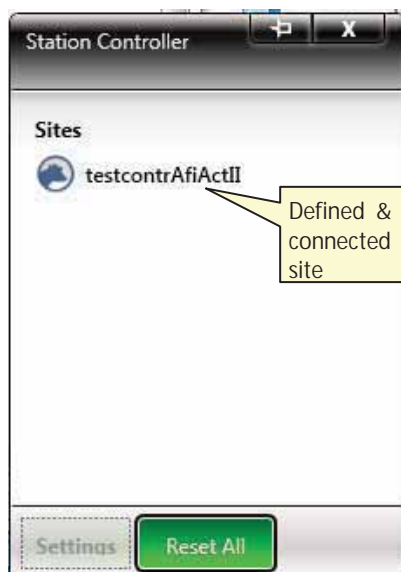 Station Controller
X
Sites
testcontrAfiActII
Defined &
connected
site
Settings
Reset All